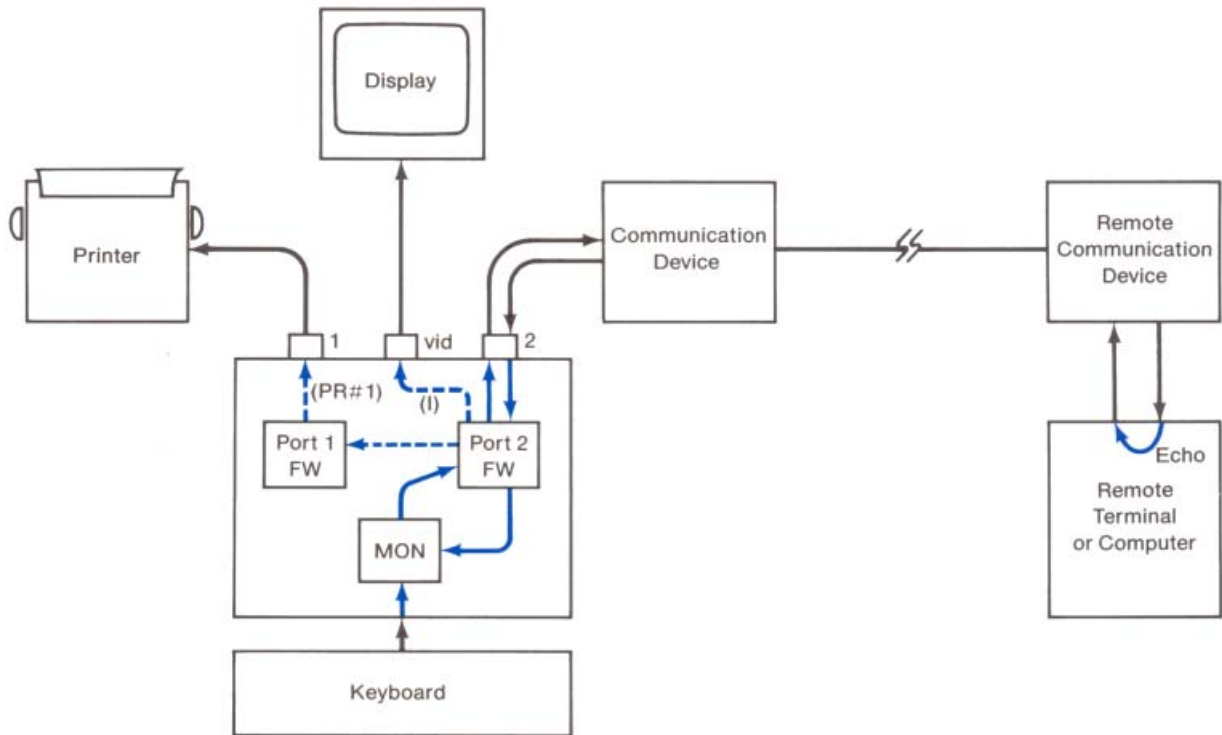 Display
Printer
Communication
Device
Remote
Communication
Device
1
vid
2
(PR#1)
(I)
Port 1
FW
Port 2
FW
MON
Echo
Remote
Terminal
or Computer
Keyboard